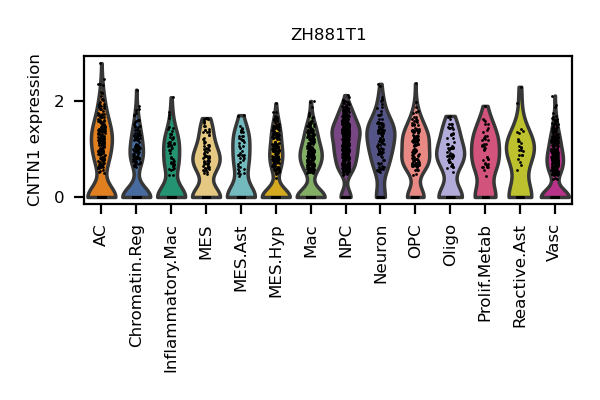 ZH881T1
CNTN1 expression
2
0
AC
Chromatin.Reg
Inflammatory.Mac
MES
MES.Ast
MES.Hyp
Mac
NPC
Neuron
OPC
Oligo
Prolif.Metab
Reactive.Ast
Vasc